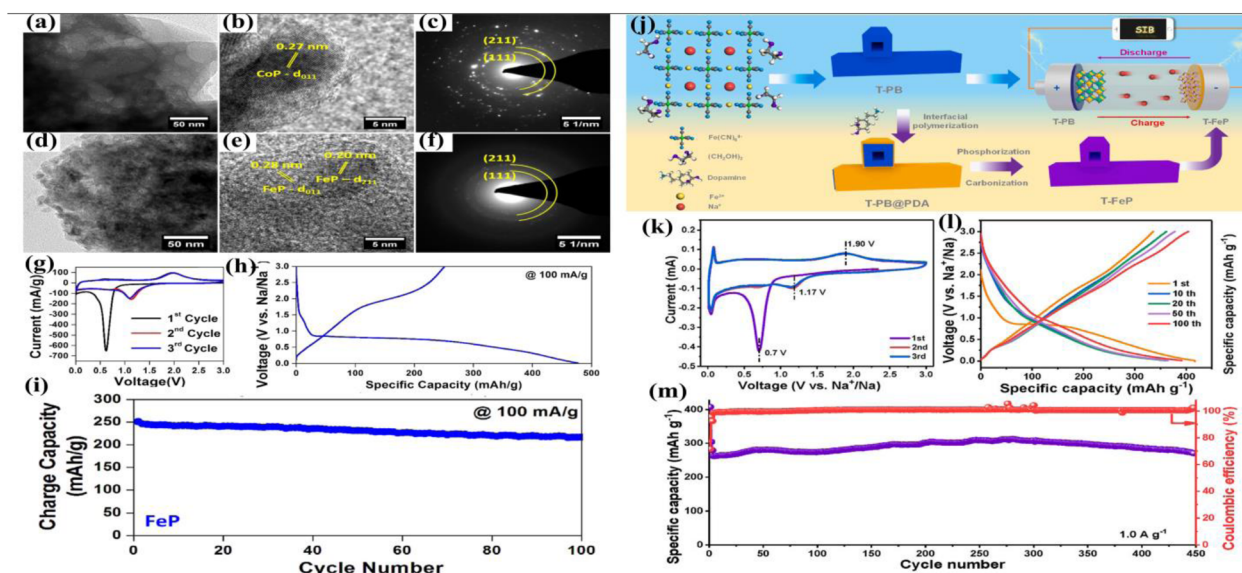 (a)
50 nm
(b)
0.27 nm
CoP - d011
5 nm
(c)
(211)
(111)
5 1/nm
(d)
50 nm
(e)
0.28 nm
0.20 nm
FeP - d011
FeP - d211
5 nm
(f)
(211)
(111)
5 1/nm
(g)
Current (mA/g)
100
0
-100
-200
-300
-400
-500
-600
-700
1st Cycle
2nd Cycle
3rd Cycle
0.0 0.6 1.2 1.8 2.4 3.0
Voltage(V)
(h)
@ 100 mA/g
Voltage (V vs. Na/Na+)
3.0
2.5
2.0
1.5
1.0
0.5
0.0
0 100 200 300 400 500
Specific Capacity (mAh/g)
(i)
@ 100 mA/g
Charge Capacity
(mAh/g)
300
250
200
150
100
50
0
FeP
0 20 40 60 80 100
Cycle Number
(j)
SIB
Discharge
T-PB
+
-
T-PB
Charge
T-FeP
Interfacial
polymerization
Phosphorization
Carbonization
T-PB@PDA
T-FeP
Dopamine
Na+
(k)
Current (mA)
0.4
0.3
0.2
0.1
0.0
-0.1
-0.2
-0.3
-0.4
-0.5
1.90 V
1.17 V
0.7 V
1st
2nd
3rd
0.0 0.5 1.0 1.5 2.0 2.5 3.0
Voltage (V vs. Na+/Na)
(l)
Voltage (V vs. Na+/Na)
3.0
2.5
2.0
1.5
1.0
0.5
0.0
1 st
10 th
20 th
50 th
100 th
0 100 200 300 400
Specific capacity (mAh g-1)
Specific capacity (mAh g-1)
(m)
Specific capacity (mAh g-1)
400
300
200
100
0
1.0 A g-1
0 50 100 150 200 250 300 350 400 450
Cycle number
100
80
60
40
20
0
Coulombic efficiency (%)